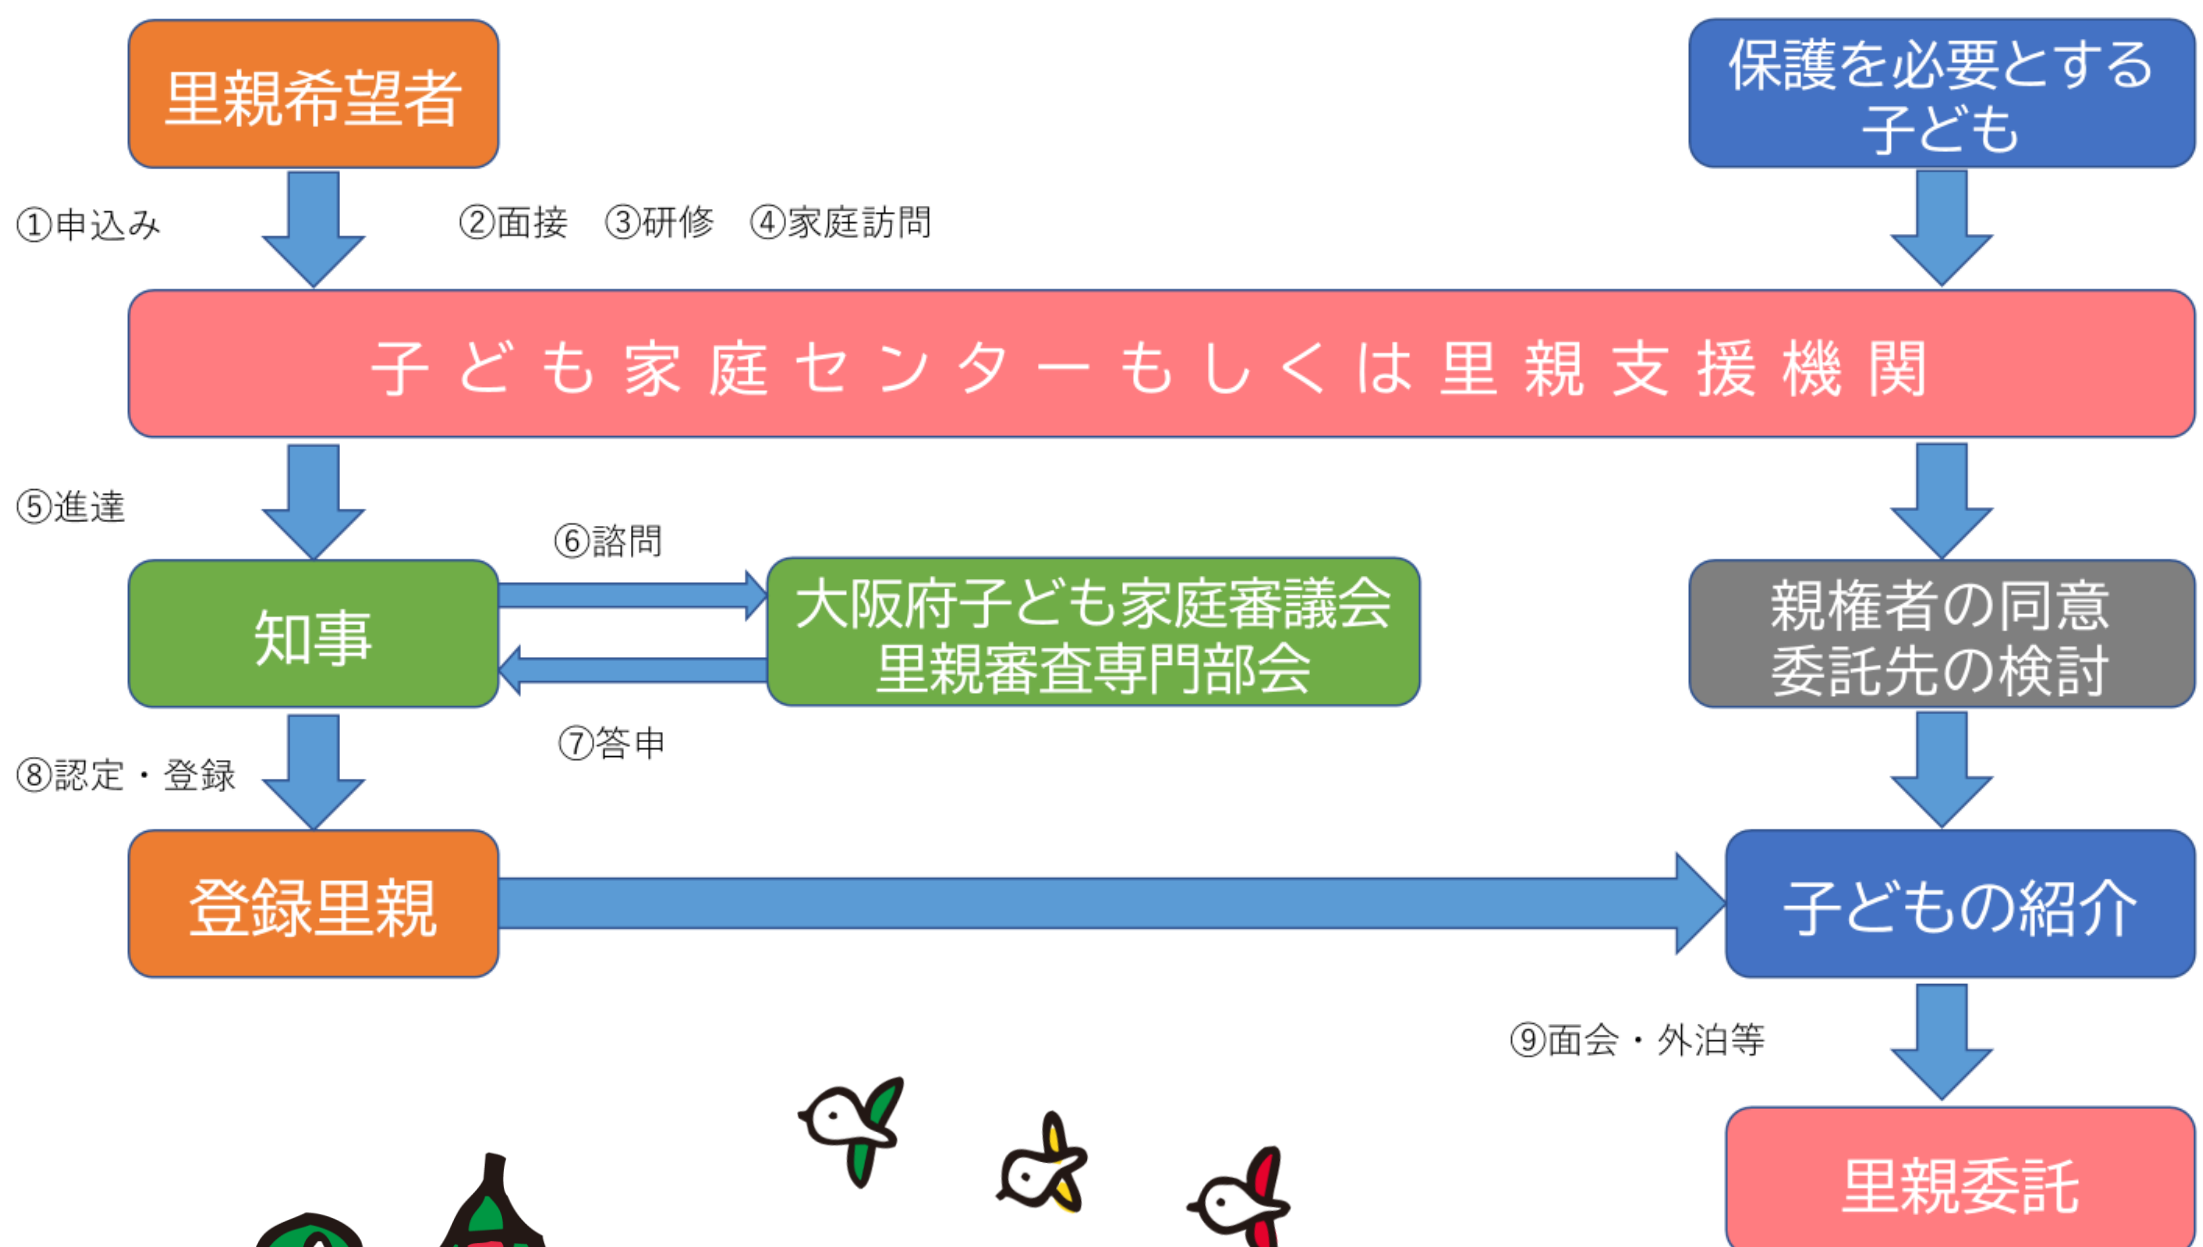 里親希望者
保護を必要とする
子ども
①申込み
②面接 ③研修 ④家庭訪問
子ども家庭センターもしくは里親支援機関
⑤進達
⑥諮問
知事
大阪府子ども家庭審議会
里親審査専門部会
親権者の同意
委託先の検討
⑦答申
⑧認定・登録
登録里親
子どもの紹介
⑨面会・外泊等
里親委託